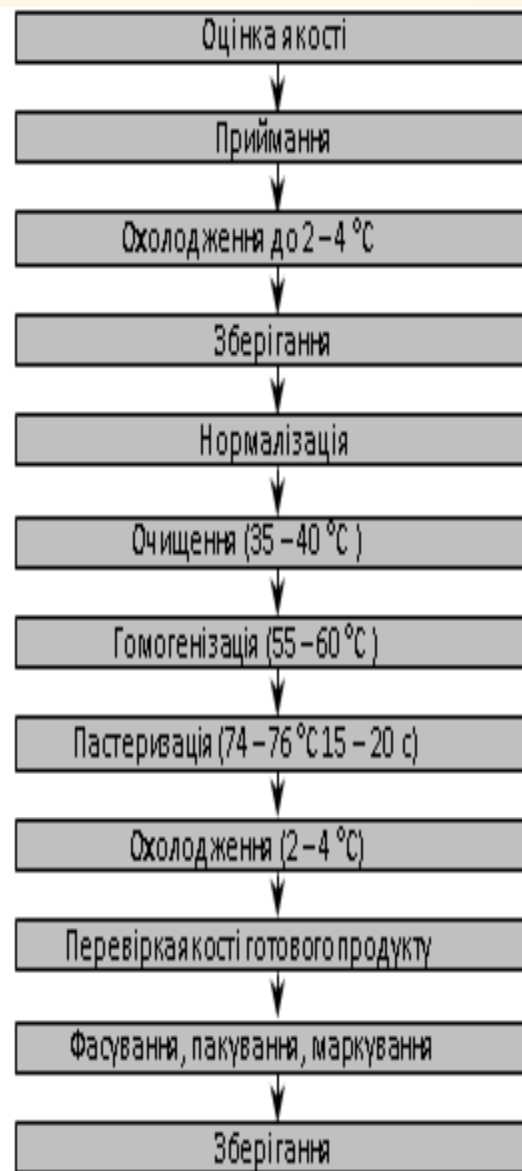 Оцінка якості
Приймання
Охолодження до 2 – 4 °С
Зберігання
Нормалізація
Очищення (35 – 40 °С )
Гомогенізація (55 – 60 °С )
Пастеризація (74 – 76 °С 15 – 20 с)
Охолодження (2 – 4 °С)
Перевірка якості готового продукту
Фасування, пакування, маркування
Зберігання